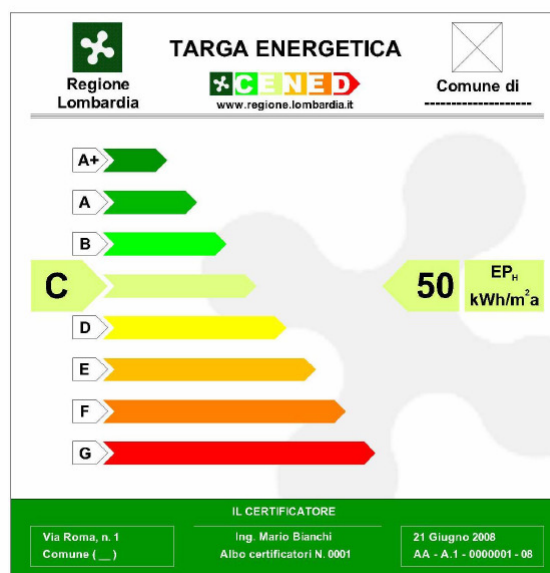 TARGA ENERGETICA
Regione
Lombardia
CENED
www.regione.lombardia.it
Comune di
--------------------
A+
A
B
C
50
EPH
kWh/m²a
D
E
F
G
IL CERTIFICATORE
Via Roma, n. 1
Comune ( __ )
Ing. Mario Bianchi
Albo certificatori N. 0001
21 Giugno 2008
AA - A.1 - 0000001 - 08